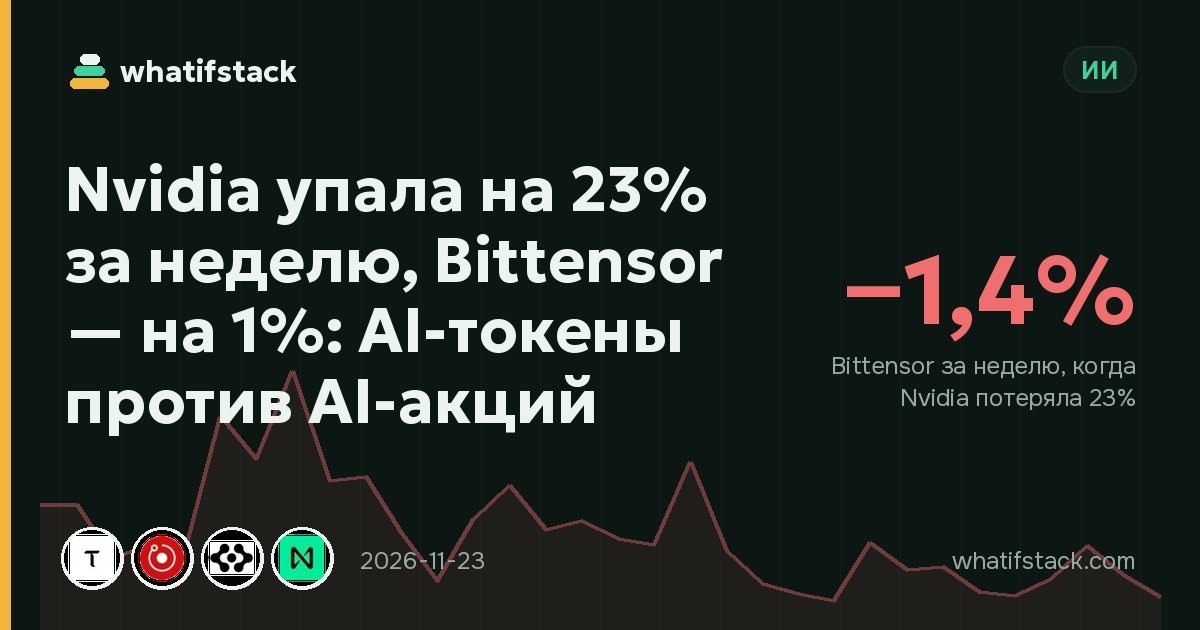 whatifstack
ИИ
Nvidia упала на 23%
за неделю, Bittensor
— на 1%: AI-токены
против AI-акций
−1,4%
Bittensor за неделю, когда
Nvidia потеряла 23%
τ
2026-11-23
whatifstack.com